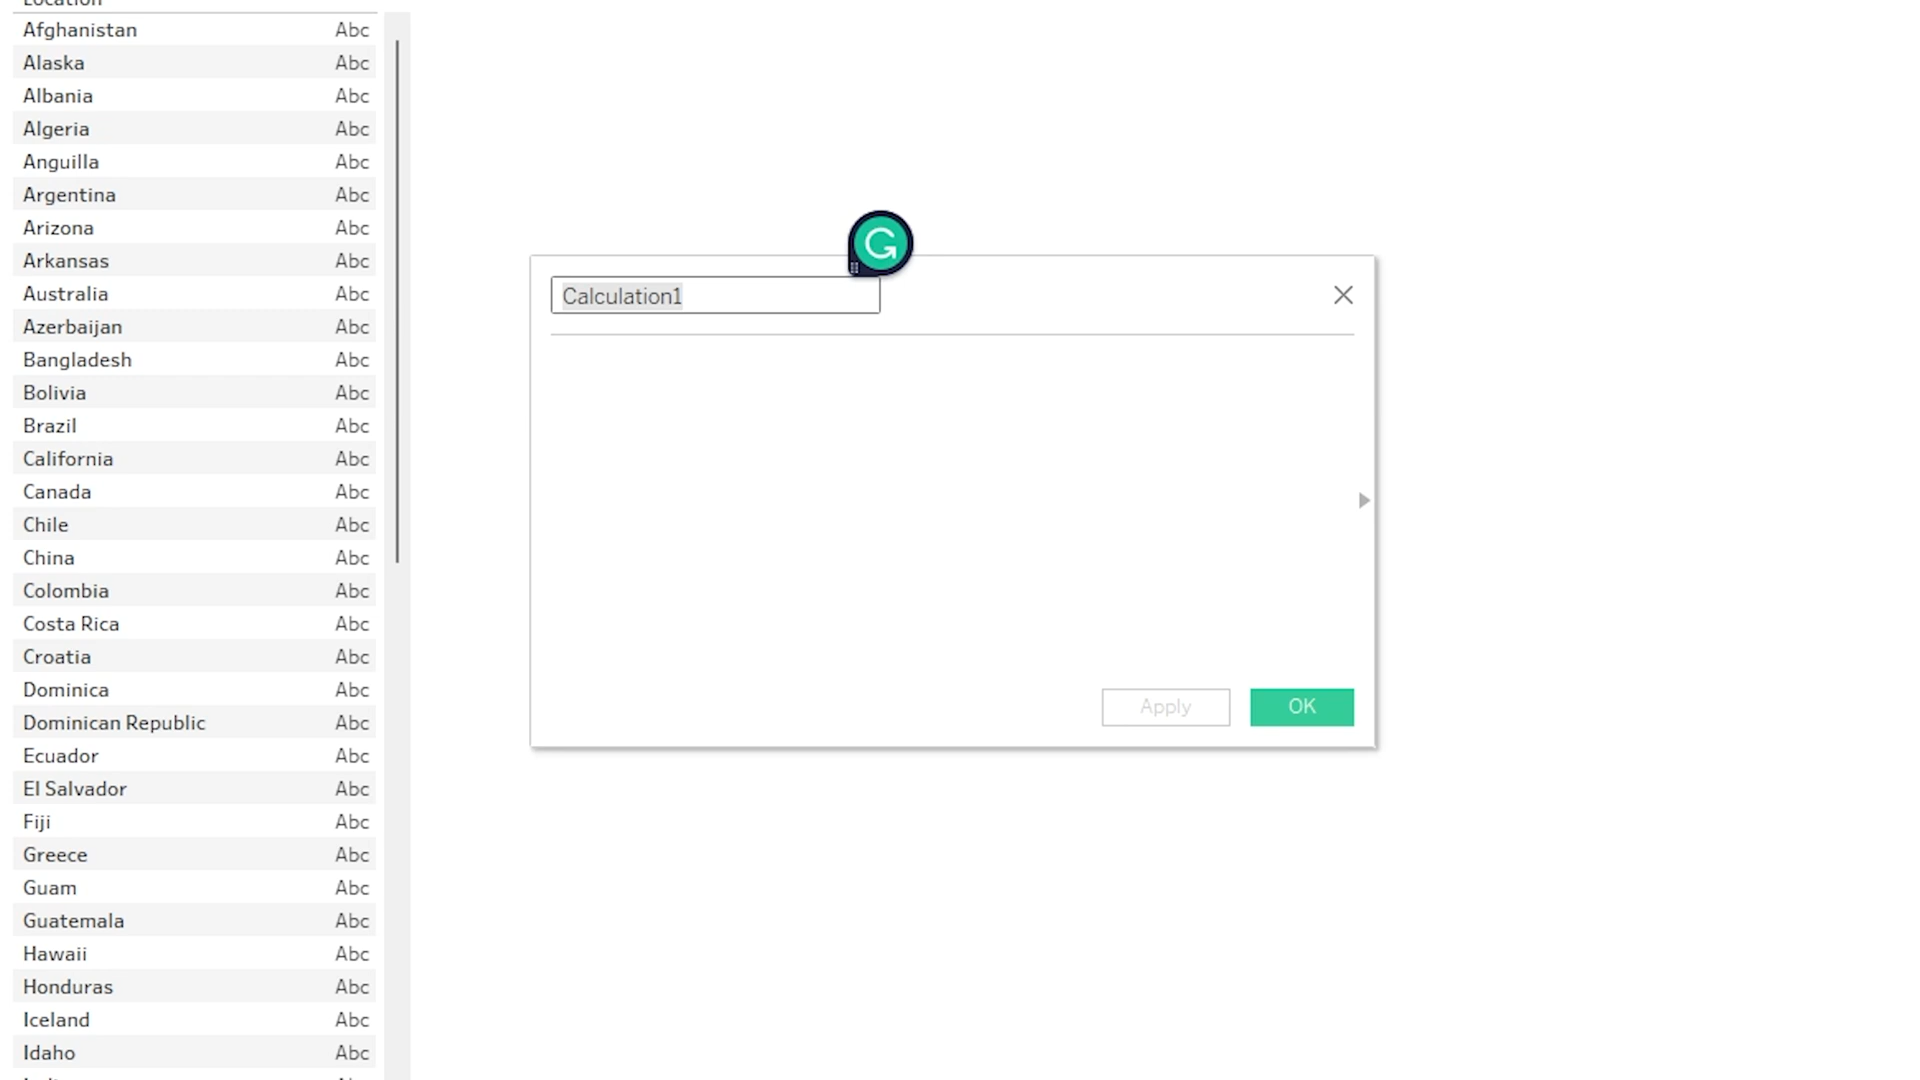 Location
Afghanistan Abc
Alaska Abc
Albania Abc
Algeria Abc
Anguilla Abc
Argentina Abc
Arizona Abc
Arkansas Abc
Australia Abc
Azerbaijan Abc
Bangladesh Abc
Bolivia Abc
Brazil Abc
California Abc
Canada Abc
Chile Abc
China Abc
Colombia Abc
Costa Rica Abc
Croatia Abc
Dominica Abc
Dominican Republic Abc
Ecuador Abc
El Salvador Abc
Fiji Abc
Greece Abc
Guam Abc
Guatemala Abc
Hawaii Abc
Honduras Abc
Iceland Abc
Idaho Abc
Calculation1
Apply OK